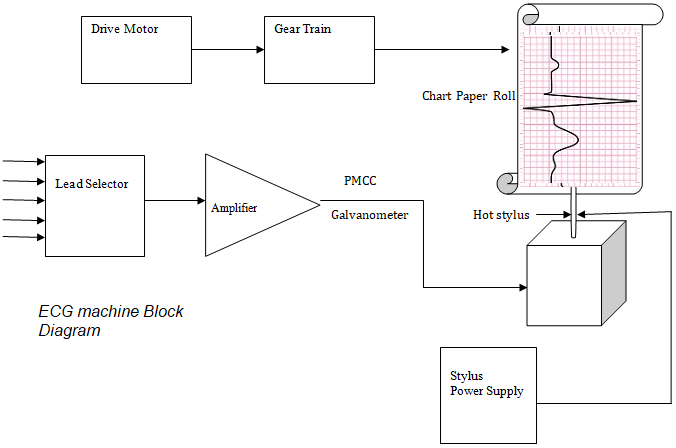 Drive Motor
Gear Train
Chart Paper Roll
Lead Selector
Amplifier
PMCC
Galvanometer
Hot stylus
ECG machine Block
Diagram
Stylus
Power Supply